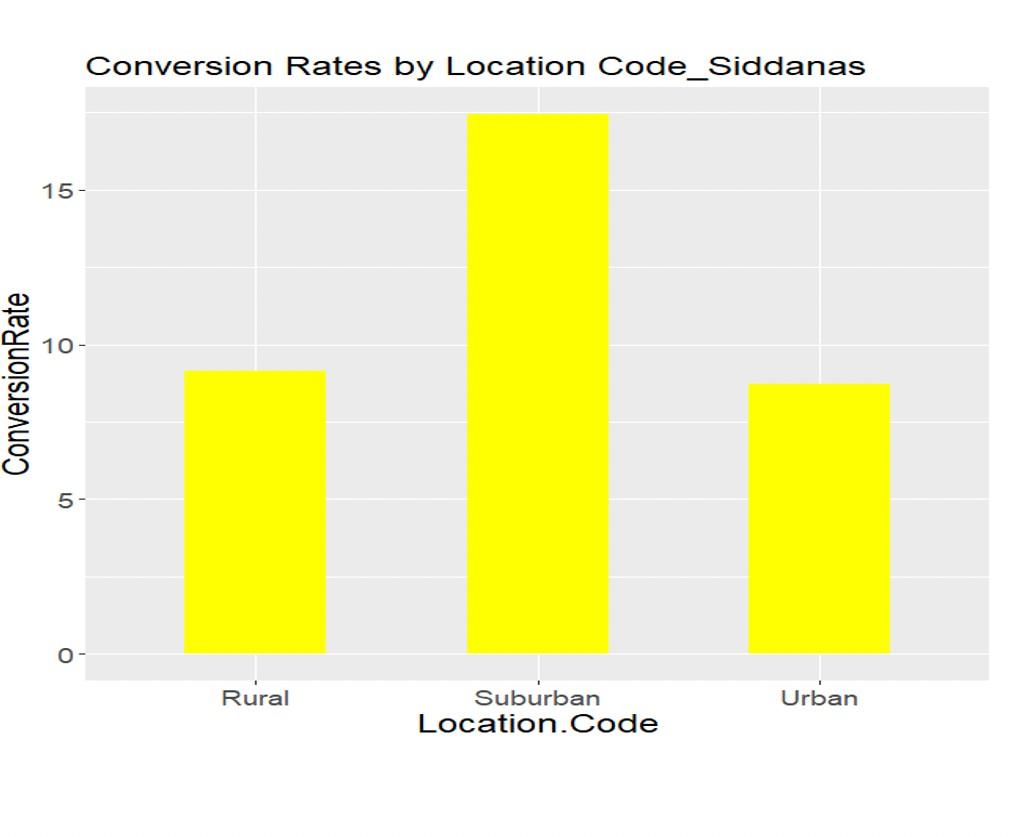 Conversion Rates by Location Code_Siddanas
ConversionRate
15
10
5
0
Rural Suburban Urban
Location.Code